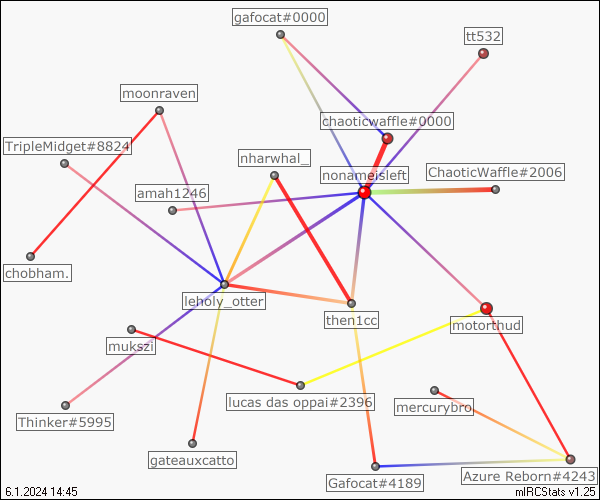 gafocat#0000
tt532
moonraven
chaoticwaffle#0000
TripleMidget#8824
nharwhal_
nonameisleft
ChaoticWaffle#2006
amah1246
chobham.
leholy_otter
then1cc
motorthud
mukszi
lucas das oppai#2396
mercurybro
Thinker#5995
gateauxcatto
Gafocat#4189
Azure Reborn#4243
6.1.2024 14:45
mIRCStats v1.25